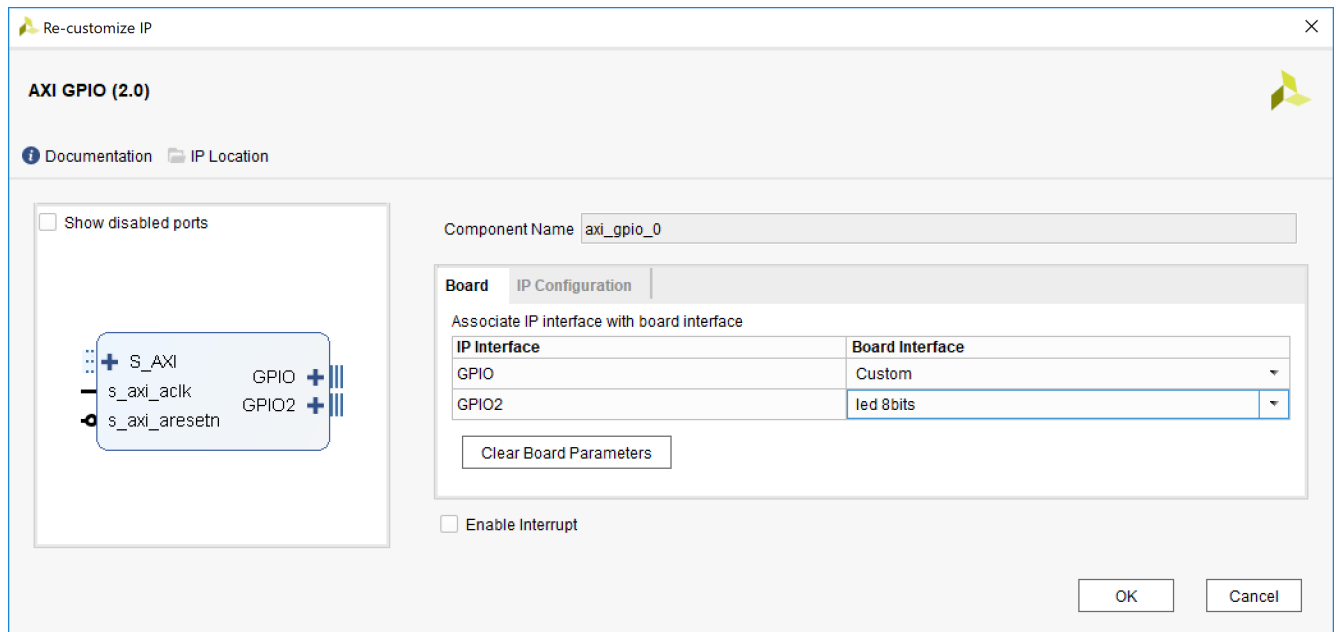 Re-customize IP
AXI GPIO (2.0)
Documentation IP Location
Show disabled ports
S_AXI
s_axi_aclk
s_axi_aresetn
GPIO
GPIO2
Component Name axi_gpio_0
Board IP Configuration
Associate IP interface with board interface
IP Interface Board Interface
GPIO Custom
GPIO2 led 8bits
Clear Board Parameters
Enable Interrupt
OK Cancel